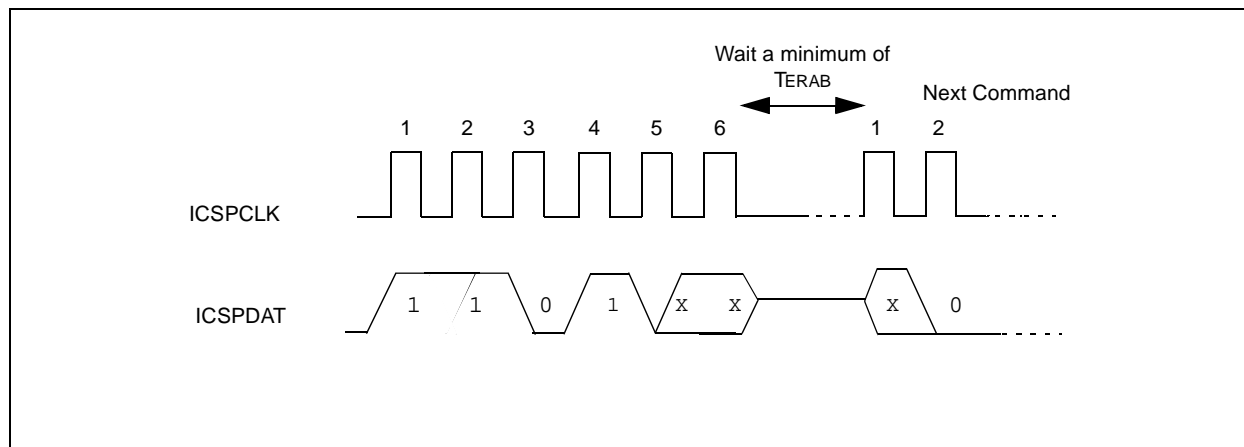 Wait a minimum of
TERAB
Next Command
1 2 3 4 5 6 1 2
ICSPCLK
ICSPDAT
1 1 0 1 x x x 0